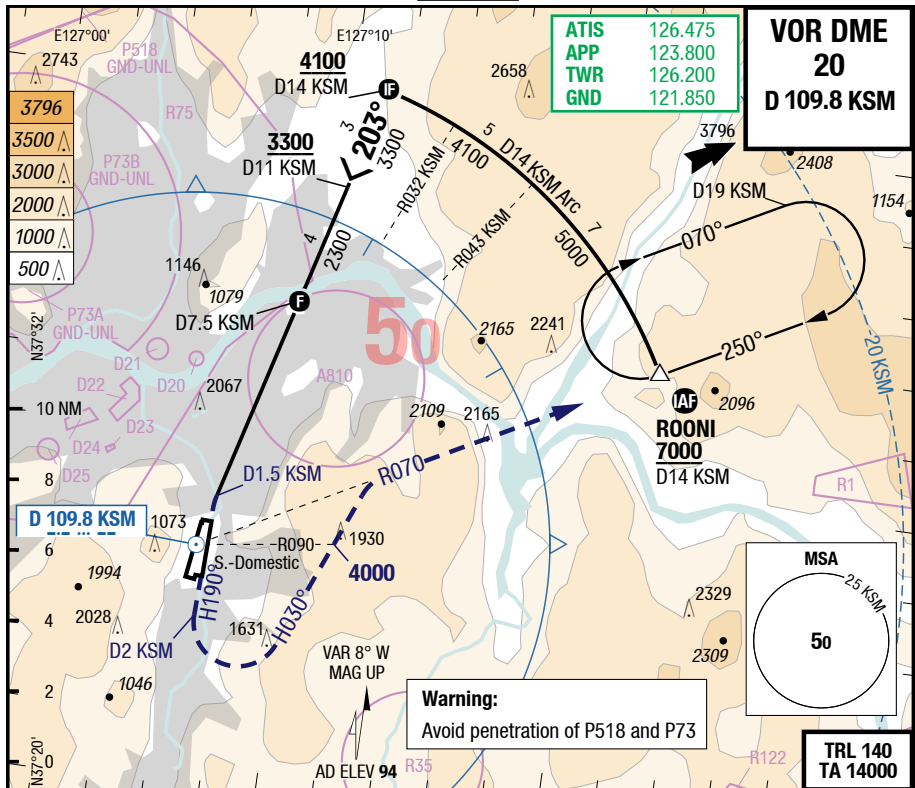 E127°00'
E127°10'
ATIS 126.475
APP 123.800
TWR 126.200
GND 121.850
VOR DME
20
D 109.8 KSM
2743
P518
GND-UNL
R75
4100
D14 KSM
IF
2658
3796
3500
3000
2000
1000
500
P73B
GND-UNL
3300
D11 KSM
3
203°
3300
5
4100
D14 KSM Arc
7
5000
R032 KSM
R043 KSM
3796
2408
D19 KSM
1154
070°
250°
20 KSM
4
2300
1146
1079
F
D7.5 KSM
P73A
GND-UNL
N37°32'
50
2165
2241
D21
D20
D22
D23
D24
D25
2067
A810
2109
2165
IAF
2096
ROONI
7000
D14 KSM
10 NM
8
6
4
2
0
D1.5 KSM
R070
R1
D 109.8 KSM
1073
R090
S.-Domestic
1930
4000
1994
2028
H190°
H030°
D2 KSM
1631
1046
2329
2309
MSA
25 KSM
50
VAR 8° W
MAG UP
Warning:
Avoid penetration of P518 and P73
N37°20'
AD ELEV 94
R35
R122
TRL 140
TA 14000